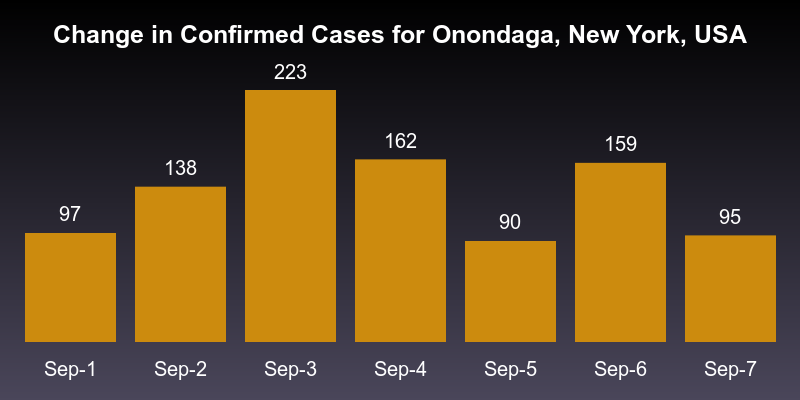 Change in Confirmed Cases for Onondaga, New York, USA
97
138
223
162
90
159
95
Sep-1
Sep-2
Sep-3
Sep-4
Sep-5
Sep-6
Sep-7